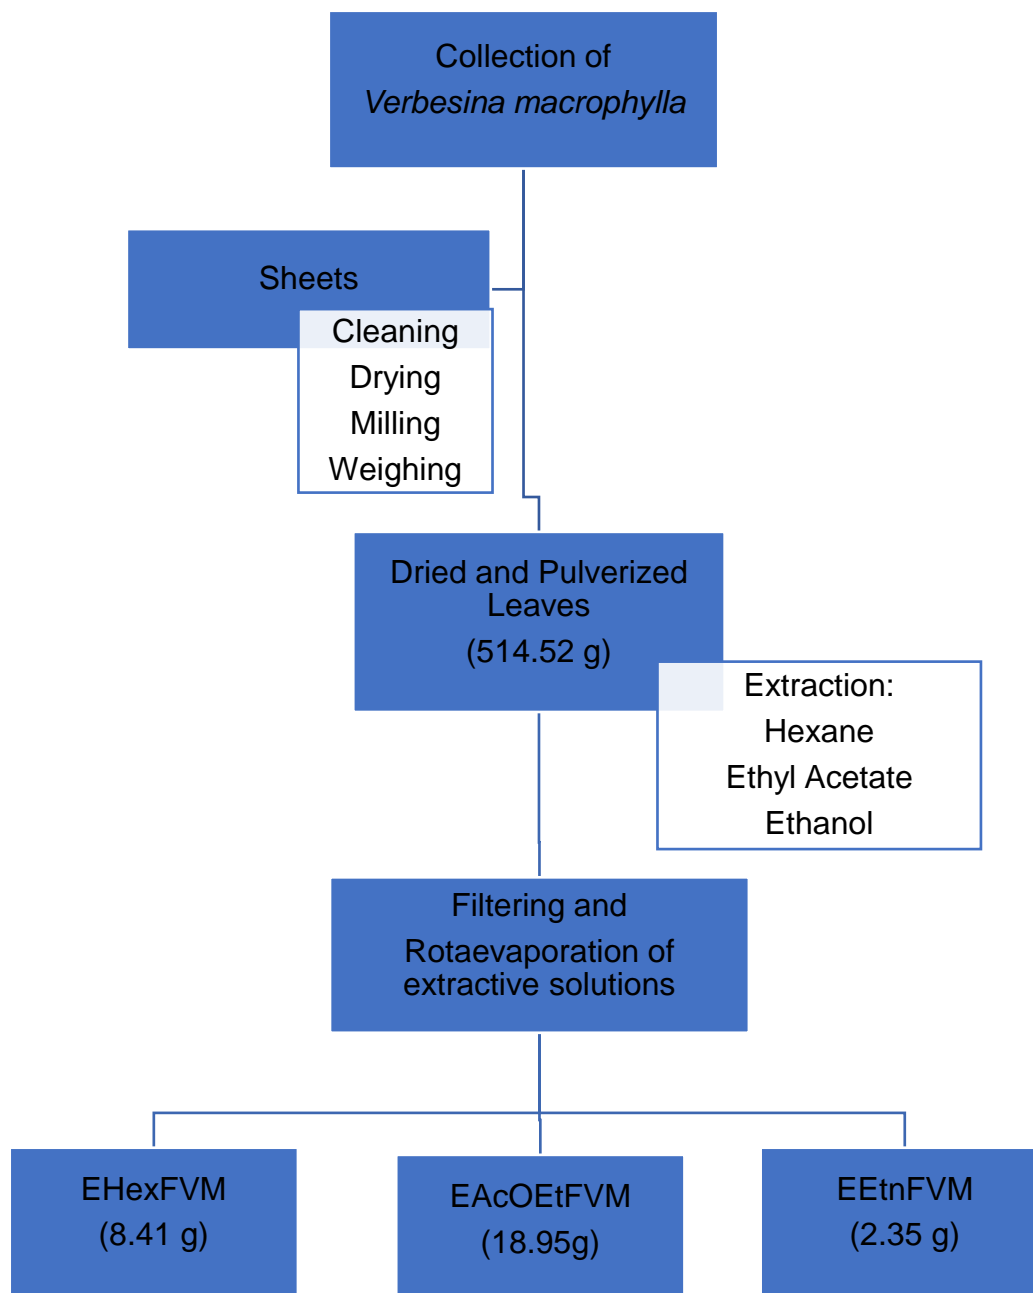 Collection of
Verbesina macrophylla
Sheets
Cleaning
Drying
Milling
Weighing
Dried and Pulverized
Leaves
(514.52 g)
Extraction:
Hexane
Ethyl Acetate
Ethanol
Filtering and
Rotaevaporation of
extractive solutions
EHexFVM
(8.41 g)
EAcOEtFVM
(18.95g)
EEtnFVM
(2.35 g)